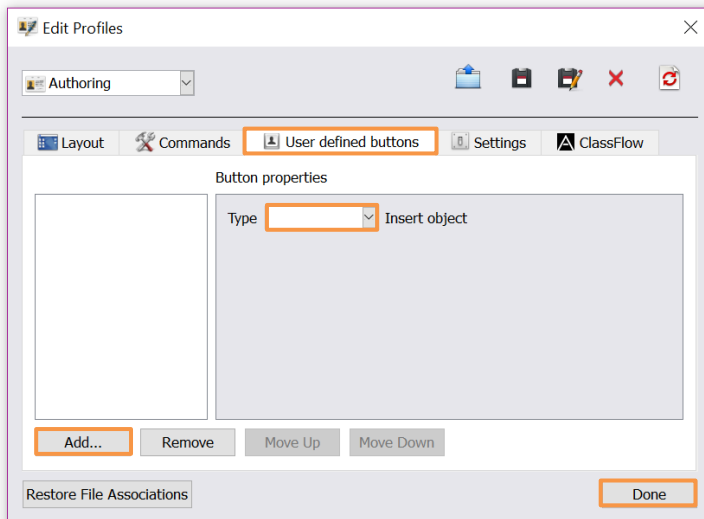 Edit Profiles
Authoring
Layout Commands User defined buttons Settings ClassFlow
Button properties
Type Insert object
Add... Remove Move Up Move Down
Restore File Associations Done